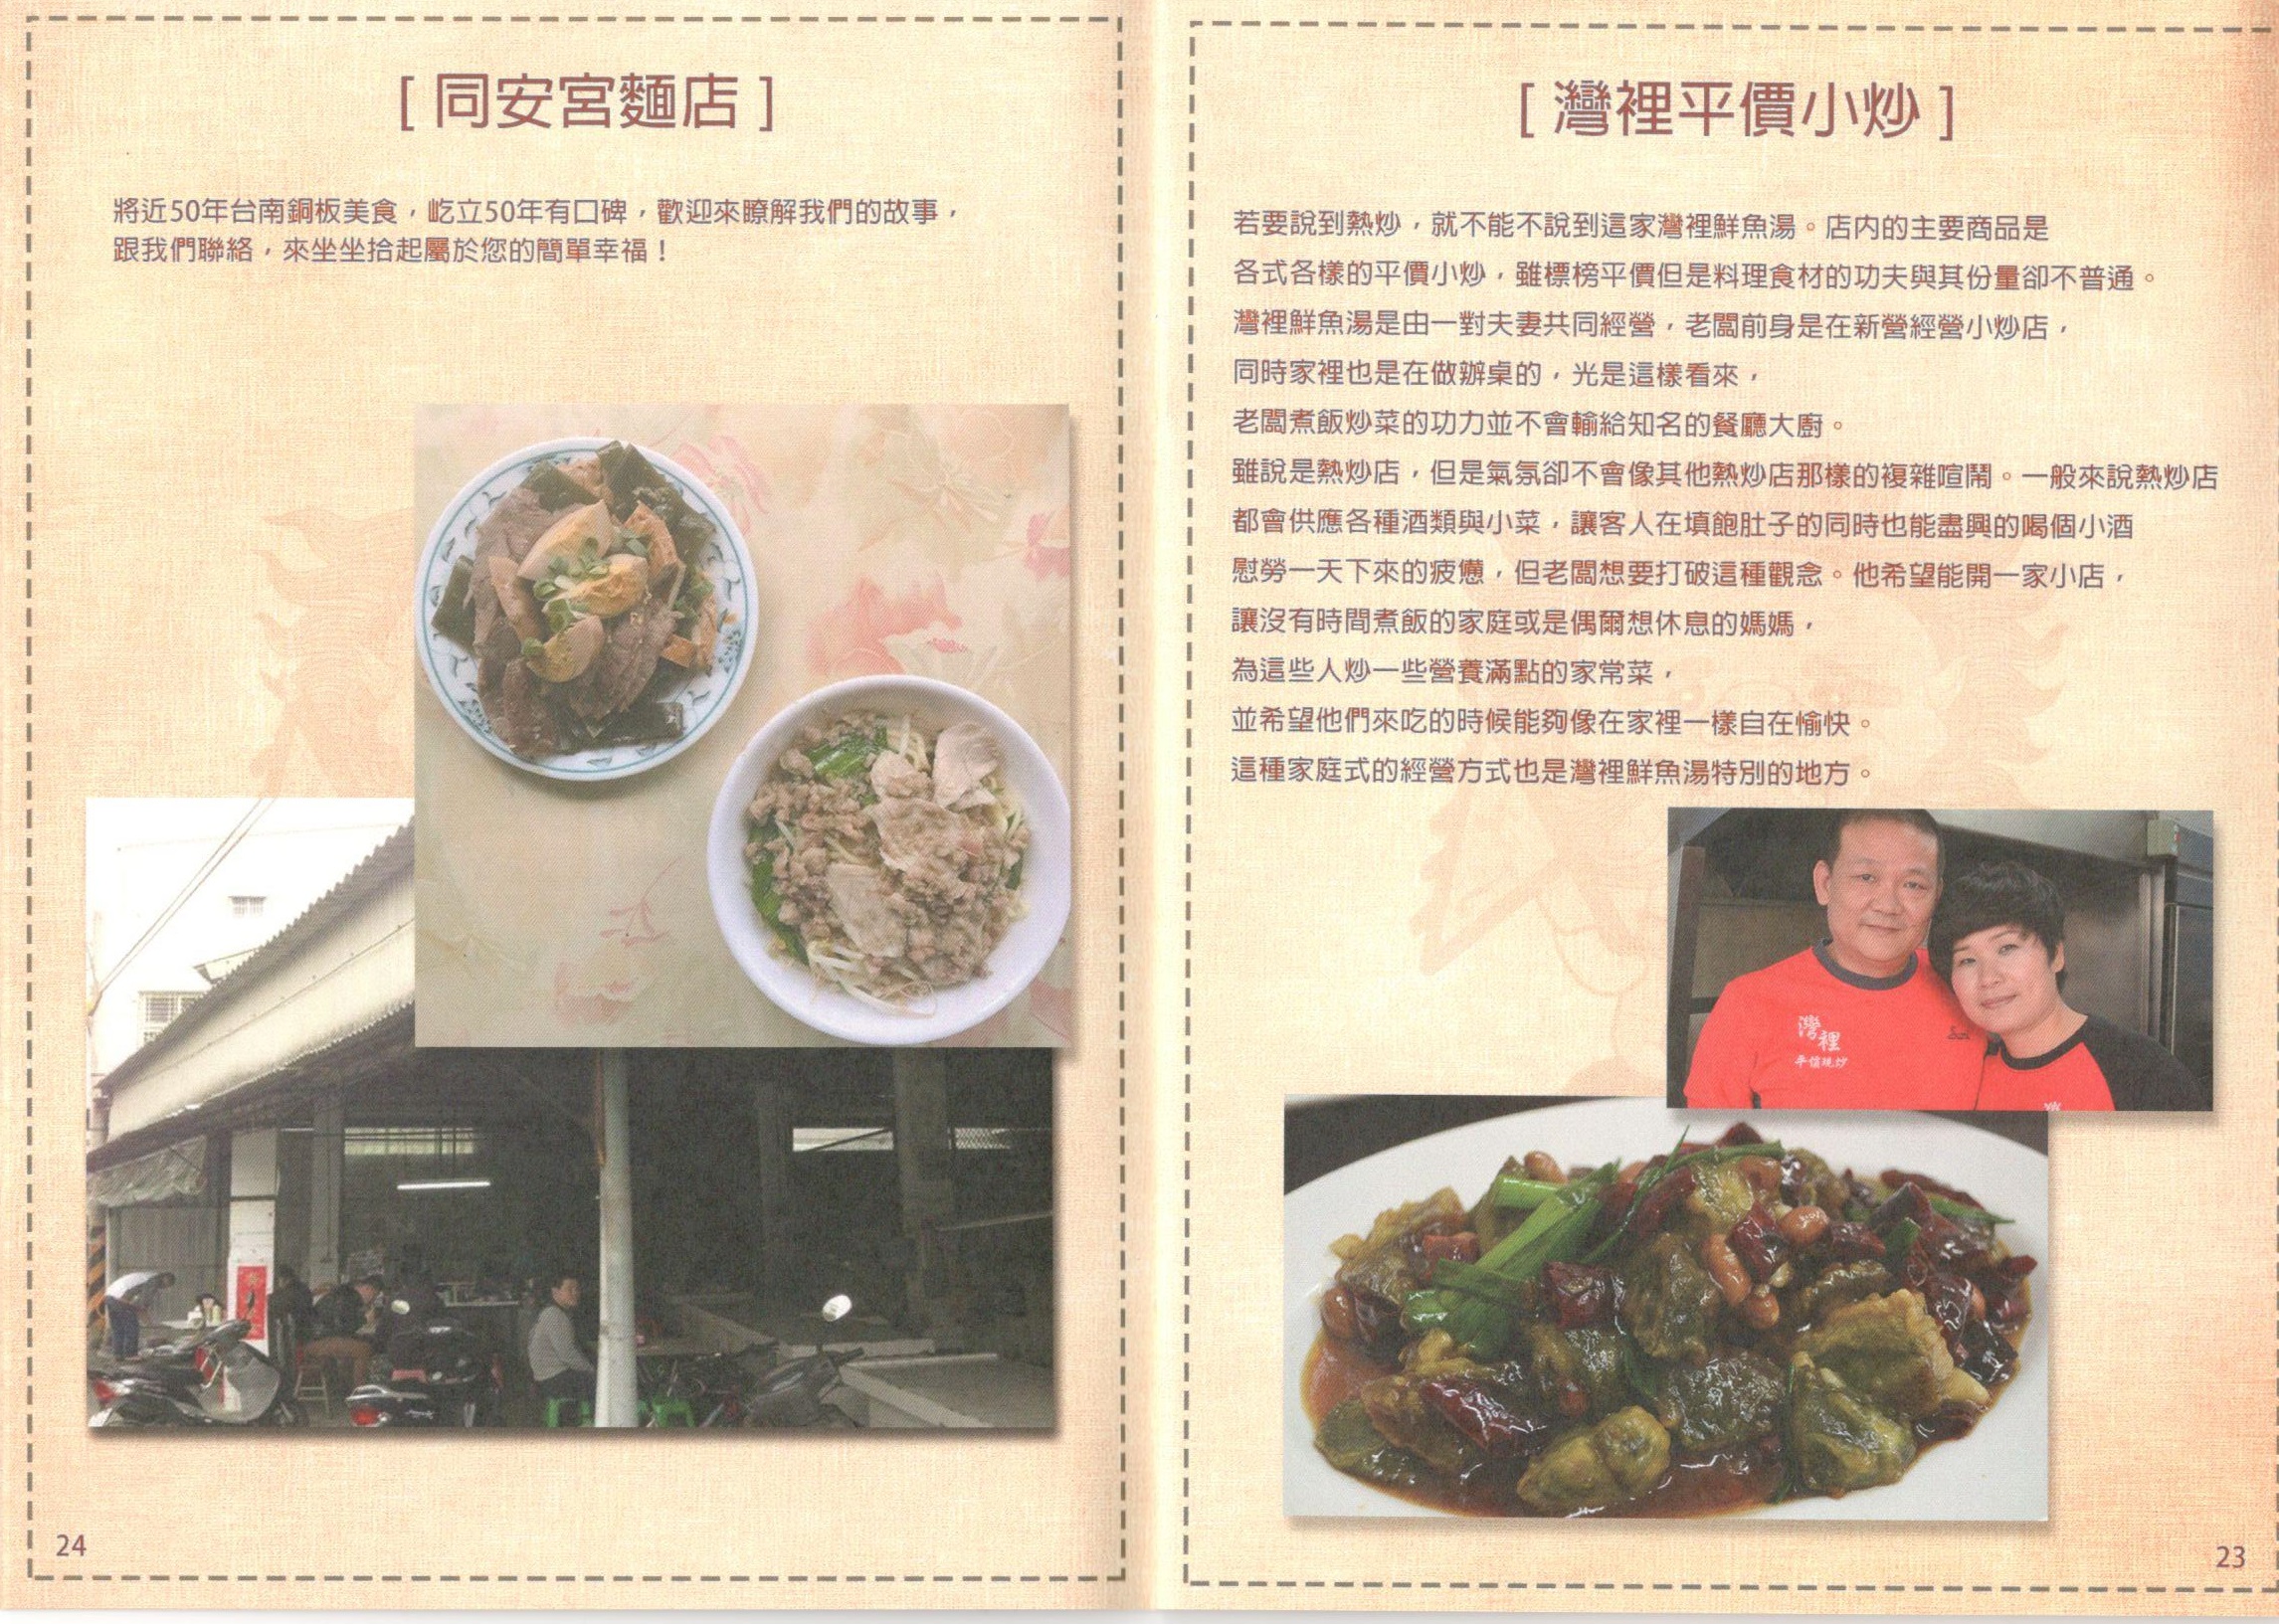 [ 同安宮麵店 ]
將近50年台南銅板美食，屹立50年有口碑，歡迎來瞭解我們的故事，
跟我們聯絡，來坐坐拾起屬於您的簡單幸福！
24
[ 灣裡平價小炒 ]
若要說到熱炒，就不能不說到這家灣裡鮮魚湯。店內的主要商品是
各式各樣的平價小炒，雖標榜平價但是料理食材的功夫與其份量卻不普通。
灣裡鮮魚湯是由一對夫妻共同經營，老闆前身是在新營經營小炒店，
同時家裡也是在做辦桌的，光是這樣看來，
老闆煮飯炒菜的功力並不會輸給知名的餐廳大廚。
雖說是熱炒店，但是氣氛卻不會像其他熱炒店那樣的複雜喧鬧。一般來說熱炒店
都會供應各種酒類與小菜，讓客人在填飽肚子的同時也能盡興的喝個小酒
慰勞一天下來的疲憊，但老闆想要打破這種觀念。他希望能開一家小店，
讓沒有時間煮飯的家庭或是偶爾想休息的媽媽，
為這些人炒一些營養滿點的家常菜，
並希望他們來吃的時候能夠像在家裡一樣自在愉快。
這種家庭式的經營方式也是灣裡鮮魚湯特別的地方。
灣裡
平價現炒
23